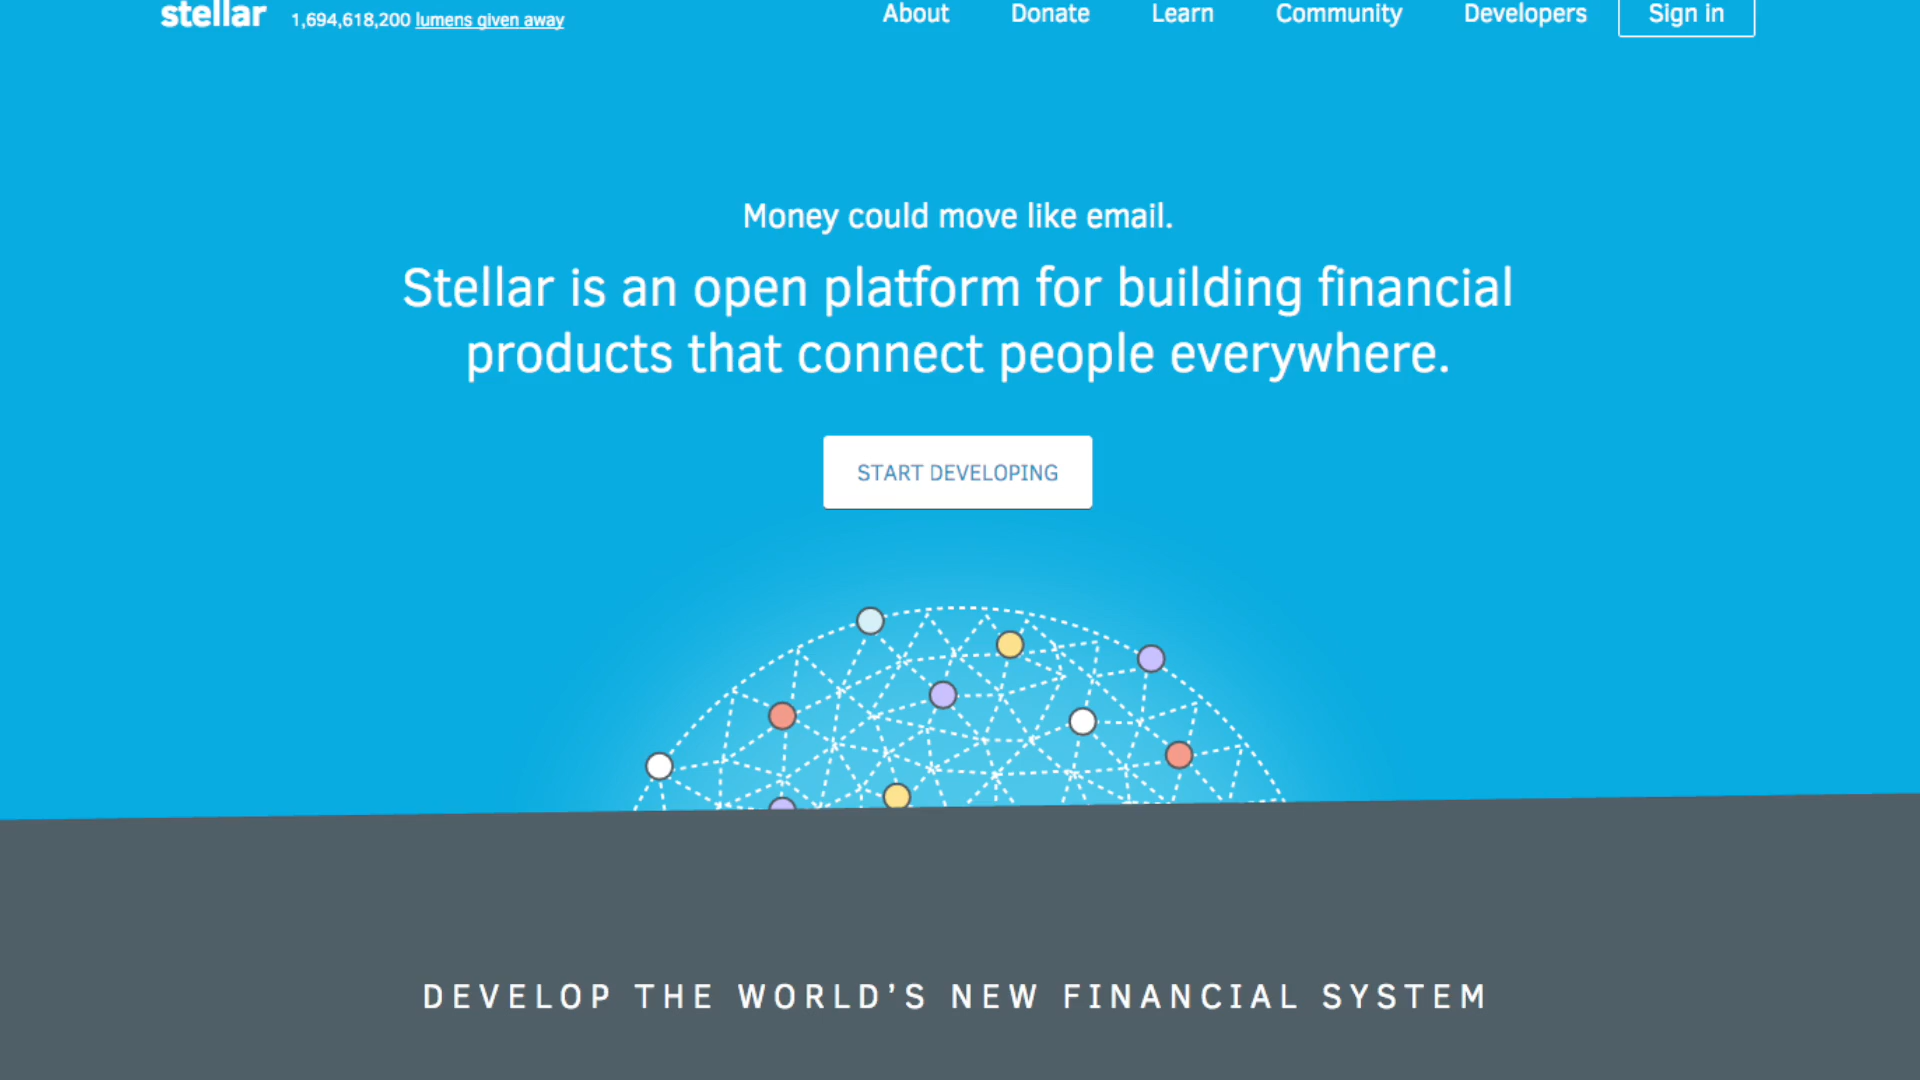 stellar 1,694,618,200 lumens given away About Donate Learn Community Developers Sign in
Money could move like email.
Stellar is an open platform for building financial
products that connect people everywhere.
START DEVELOPING
DEVELOP THE WORLD’S NEW FINANCIAL SYSTEM